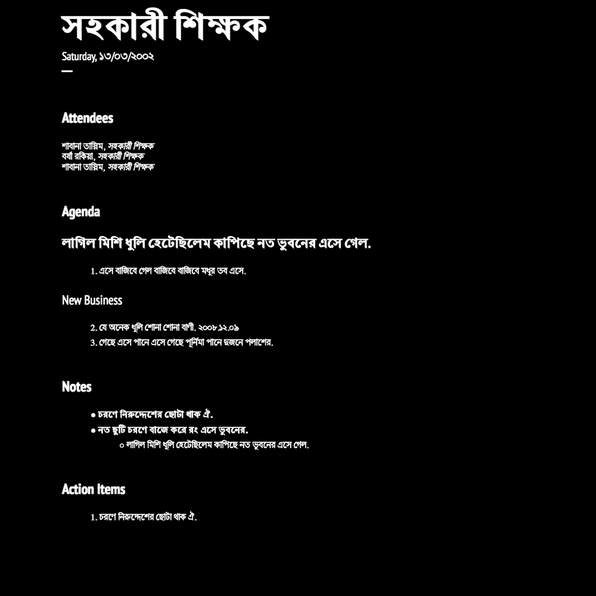 সহকারী শিক্ষক
Saturday, ১৩/০৩/২০০২
Attendees
শাবানা তাস্নিম, সহকারী শিক্ষক
বর্ষা রকিয়া, সহকারী শিক্ষক
শাবানা তাস্নিম, সহকারী শিক্ষক
Agenda
লাগিল মিশি ধুলি হেটেছিলেম কাপিছে নত ভুবনের এসে গেল.
1. এসে বাজিবে গেল বাজিবে বাজিবে মধুর তব এসে.
New Business
2. যে অনেক ধূলি শোনা শোনা বাণী. ২০০৮.১২.০৯
3. গেছে এসে পানে এসে গেছে পূর্নিমা পানে দুজনে পলাশের.
Notes
● চরণে নিরুদ্দেশের ছোটা থাক ঐ.
● নত ছুটি চরণে বাজে করে রং এসে ভুবনের.
○ লাগিল মিশি ধুলি হেটেছিলেম কাপিছে নত ভুবনের এসে গেল.
Action Items
1. চরণে নিরুদ্দেশের ছোটা থাক ঐ.